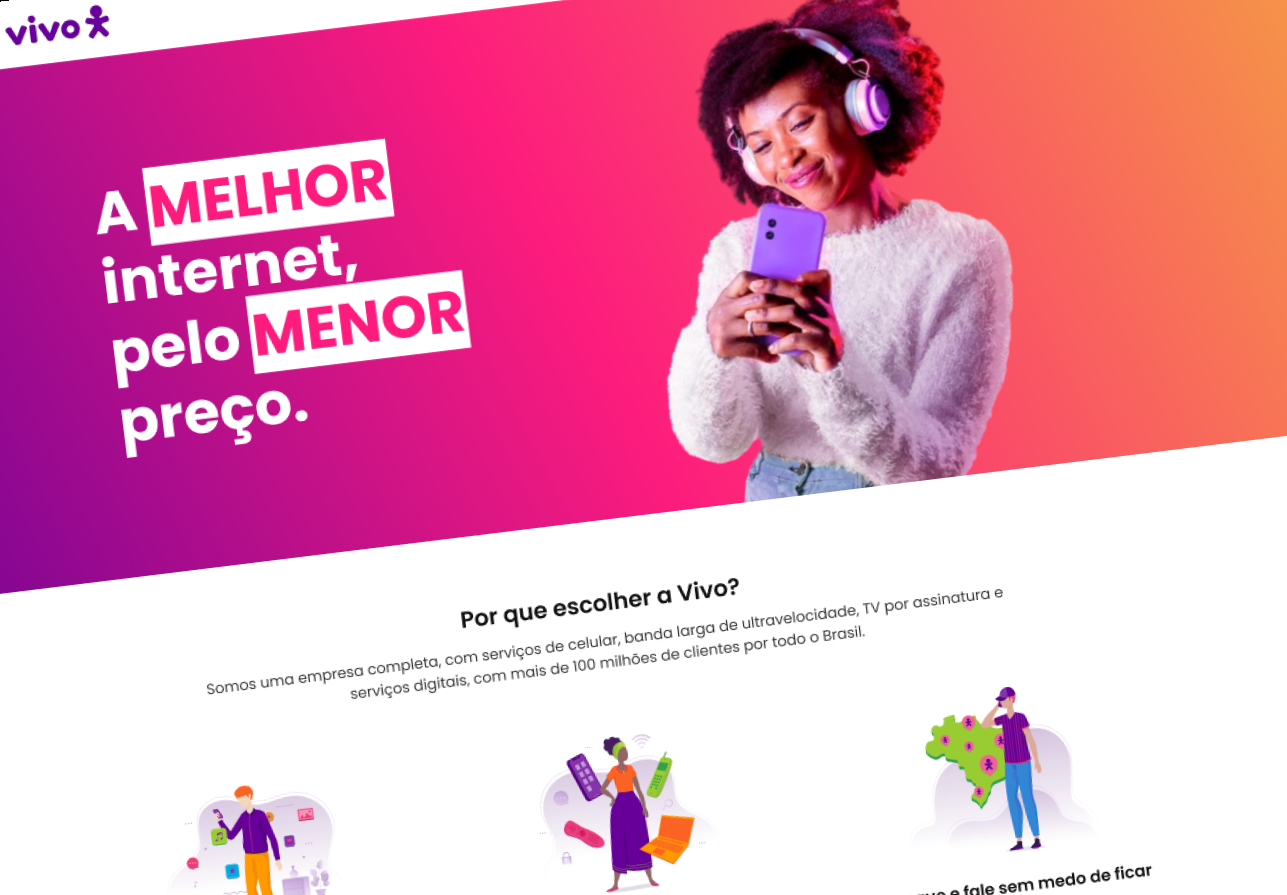 vivo
A MELHOR
internet,
pelo MENOR
preço.
Por que escolher a Vivo?
Somos uma empresa completa, com serviços de celular, banda larga de ultravelocidade, TV por assinatura e
serviços digitais, com mais de 100 milhões de clientes por todo o Brasil.
e fale sem medo de ficar